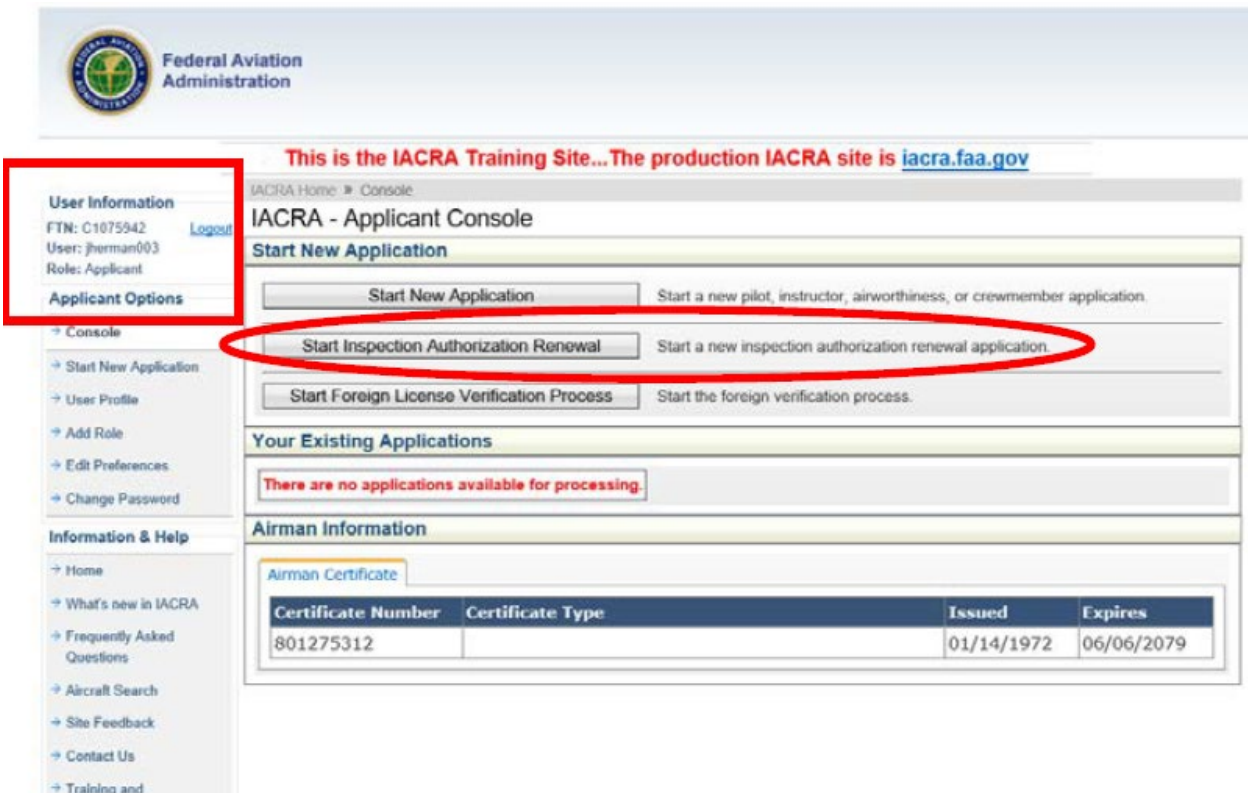 Federal Aviation
Administration
This is the IACRA Training Site...The production IACRA site is iacra.faa.gov
User Information
FTN: C1075942 Logout
User: jherman003
Role: Applicant
Applicant Options
Console
Start New Application
User Profile
Add Role
Edit Preferences
Change Password
Information & Help
Home
What's new in IACRA
Frequently Asked
Questions
Aircraft Search
Site Feedback
Contact Us
Training and
IACRA Home » Console
IACRA - Applicant Console
Start New Application
Start New Application Start a new pilot, instructor, airworthiness, or crewmember application.
Start Inspection Authorization Renewal Start a new inspection authorization renewal application.
Start Foreign License Verification Process Start the foreign verification process.
Your Existing Applications
There are no applications available for processing.
Airman Information
Airman Certificate
Certificate Number Certificate Type Issued Expires
801275312 01/14/1972 06/06/2079